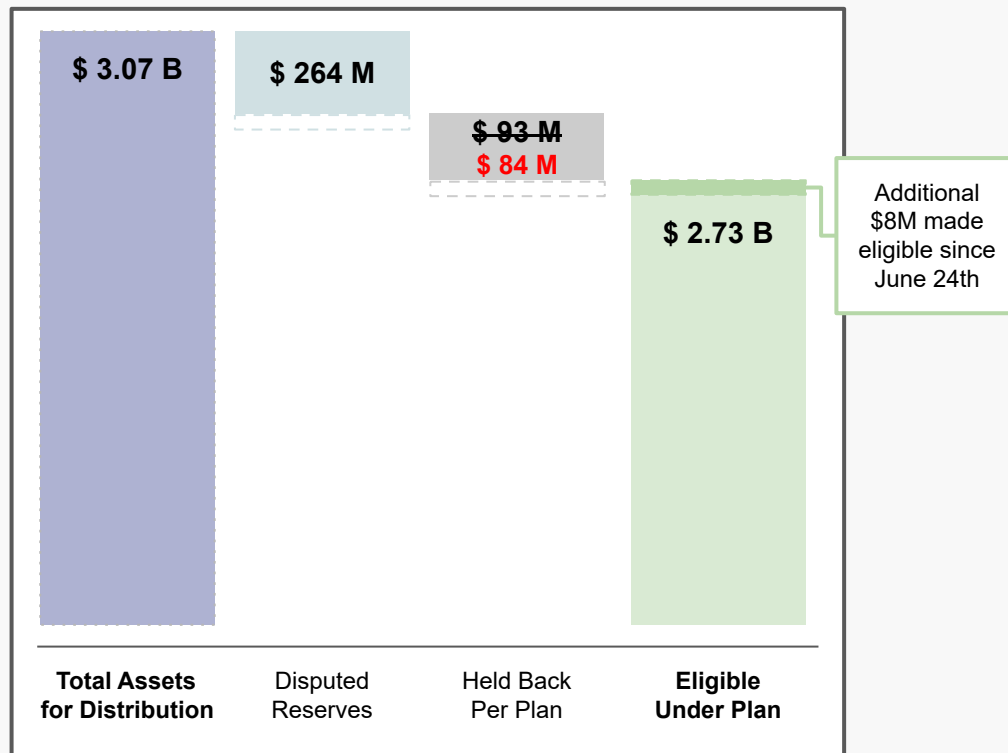 $ 3.07 B
$ 264 M
$ 93 M
$ 84 M
$ 2.73 B
Additional
$8M made
eligible since
June 24th
Total Assets
for Distribution
Disputed
Reserves
Held Back
Per Plan
Eligible
Under Plan